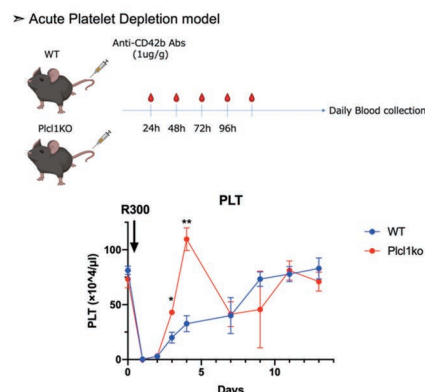 ➤ Acute Platelet Depletion model
WT
Anti-CD42b Abs
(1ug/g)
Daily Blood collection
24h 48h 72h 96h
Plcl1KO
PLT
R300
WT
Plcl1ko
PLT (×10^4/μl)
100
50
0
*
**
0 5 10
Days